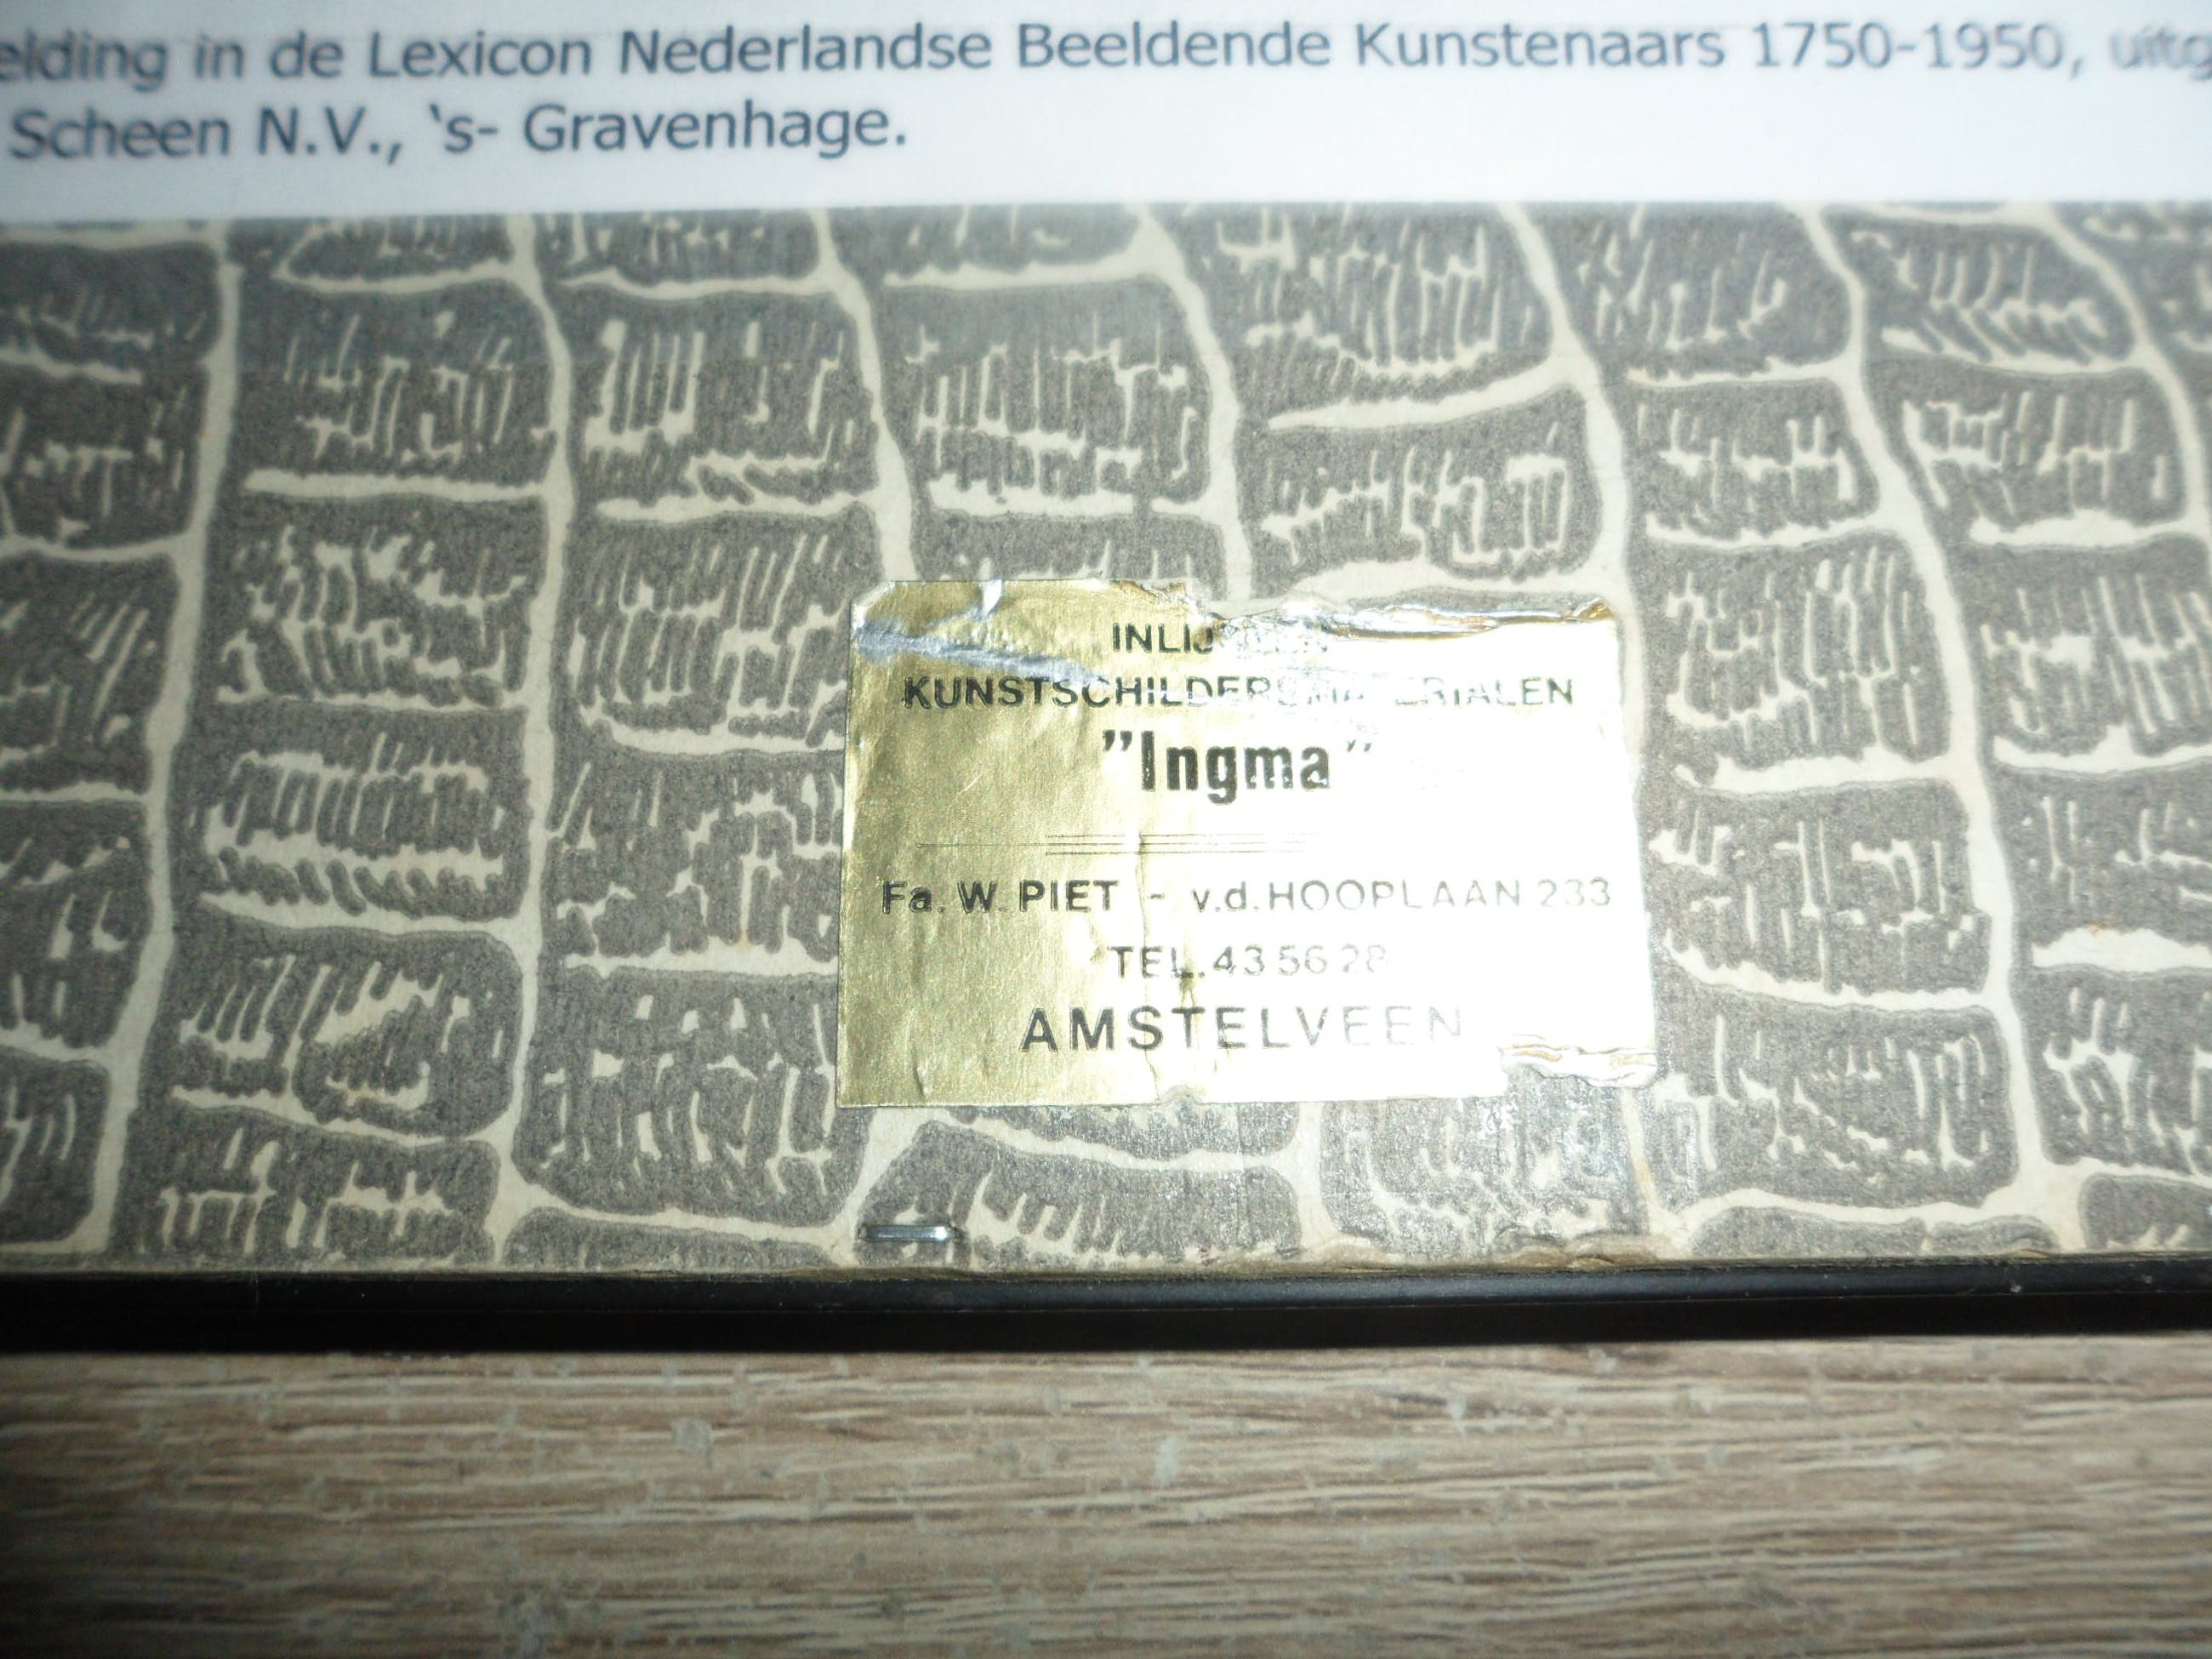 elding in de Lexicon Nederlandse Beeldende Kunstenaars 1750-1950, uitg
Scheen N.V., 's- Gravenhage.
KUNSTSCHILDERSMATERIALEN
"Ingma"
Fa. W. PIET - v.d. HOOPLAAN 233
TEL. 43 56 28
AMSTELVEEN